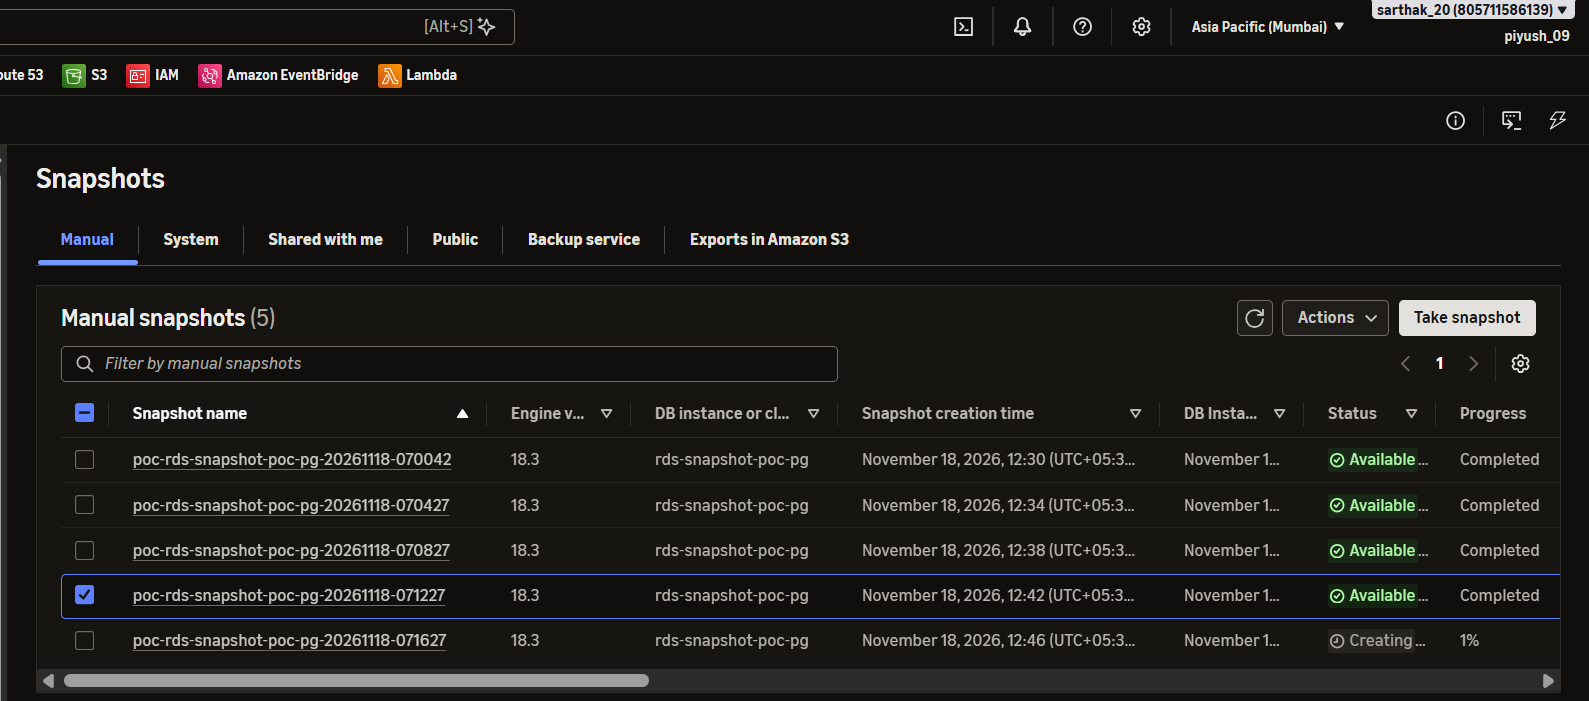 [Alt+S]
Asia Pacific (Mumbai)
sarthak_20 (805711586139)
piyush_09
oute 53 S3 IAM Amazon EventBridge Lambda
Snapshots
Manual System Shared with me Public Backup service Exports in Amazon S3
Manual snapshots (5)
Actions Take snapshot
Filter by manual snapshots
1
Snapshot name Engine v... DB instance or cl... Snapshot creation time DB Insta... Status Progress
poc-rds-snapshot-poc-pg-20261118-070042 18.3 rds-snapshot-poc-pg November 18, 2026, 12:30 (UTC+05:3... November 1... Available ... Completed
poc-rds-snapshot-poc-pg-20261118-070427 18.3 rds-snapshot-poc-pg November 18, 2026, 12:34 (UTC+05:3... November 1... Available ... Completed
poc-rds-snapshot-poc-pg-20261118-070827 18.3 rds-snapshot-poc-pg November 18, 2026, 12:38 (UTC+05:3... November 1... Available ... Completed
poc-rds-snapshot-poc-pg-20261118-071227 18.3 rds-snapshot-poc-pg November 18, 2026, 12:42 (UTC+05:3... November 1... Available ... Completed
poc-rds-snapshot-poc-pg-20261118-071627 18.3 rds-snapshot-poc-pg November 18, 2026, 12:46 (UTC+05:3... November 1... Creating ... 1%